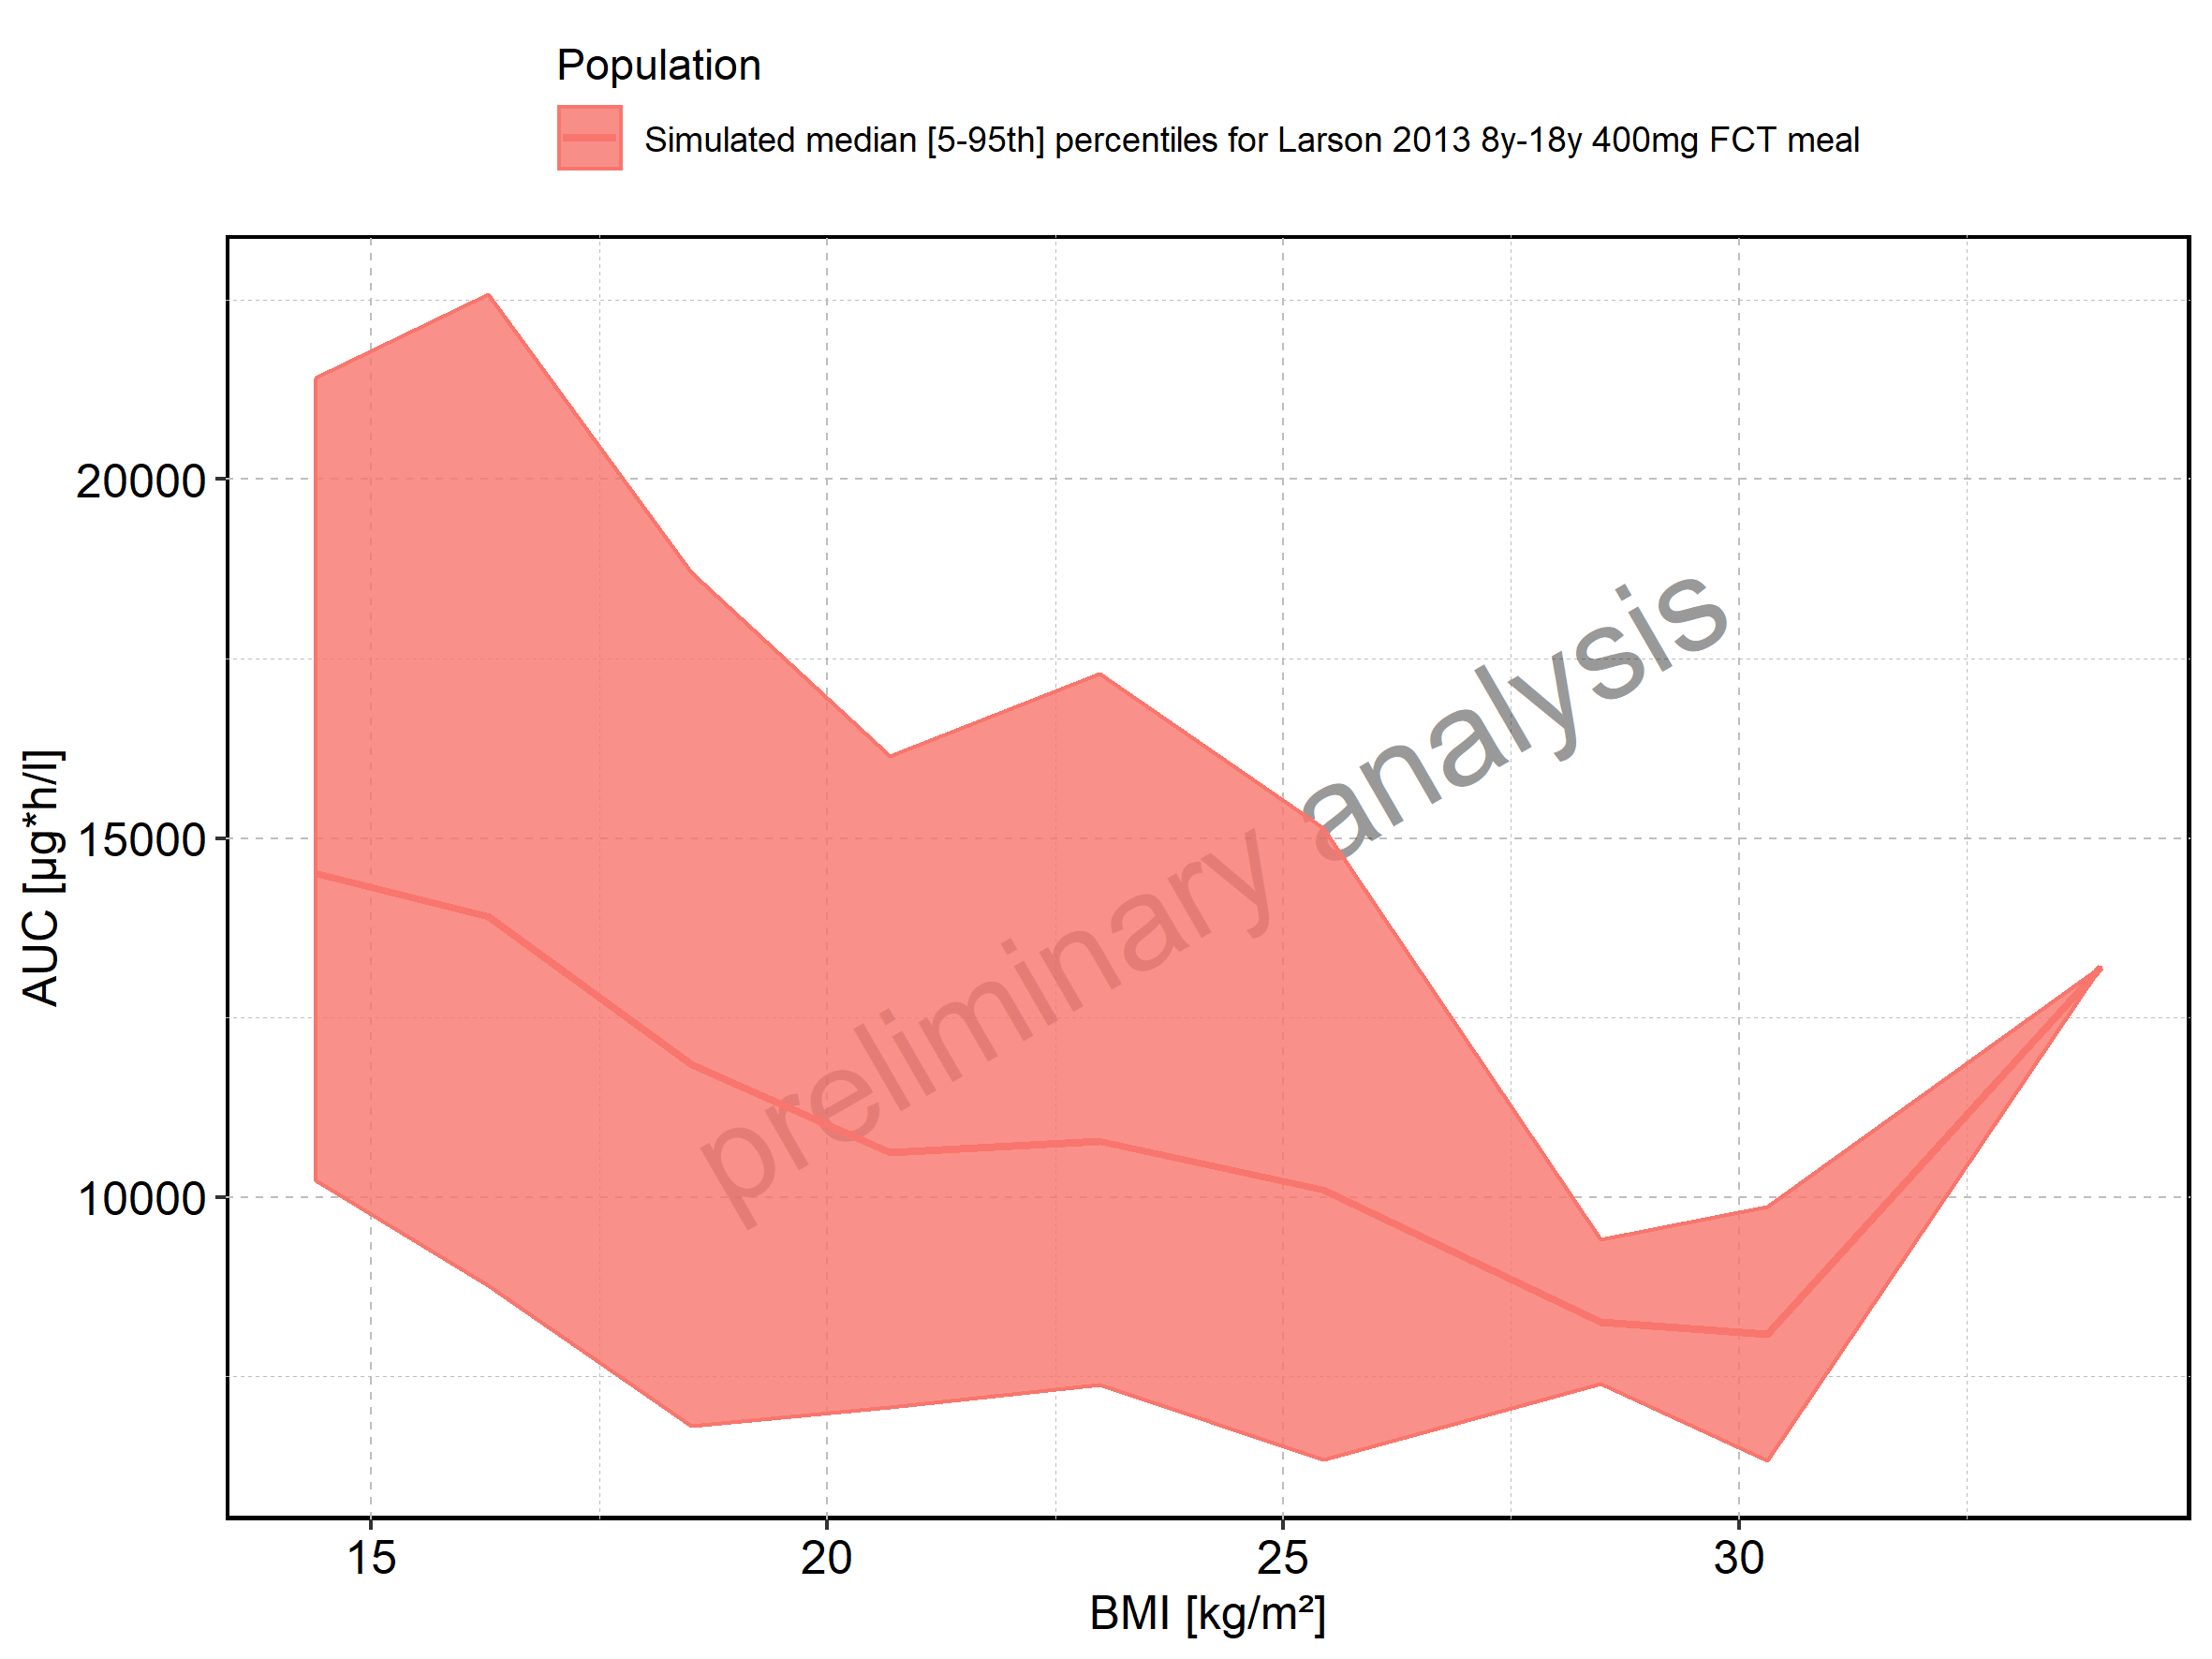 Population
Simulated median [5-95th] percentiles for Larson 2013 8y-18y 400mg FCT meal
AUC [µg*h/l]
20000
15000
10000
preliminary analysis
15
20
25
30
BMI [kg/m²]